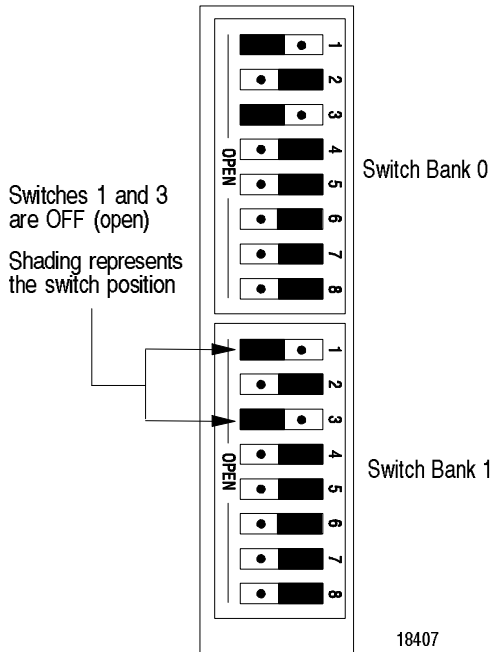 1
2
3
4
5
6
7
8
OPEN
Switch Bank 0
Switches 1 and 3
are OFF (open)
Shading represents
the switch position
1
2
3
4
5
6
7
8
OPEN
Switch Bank 1
18407